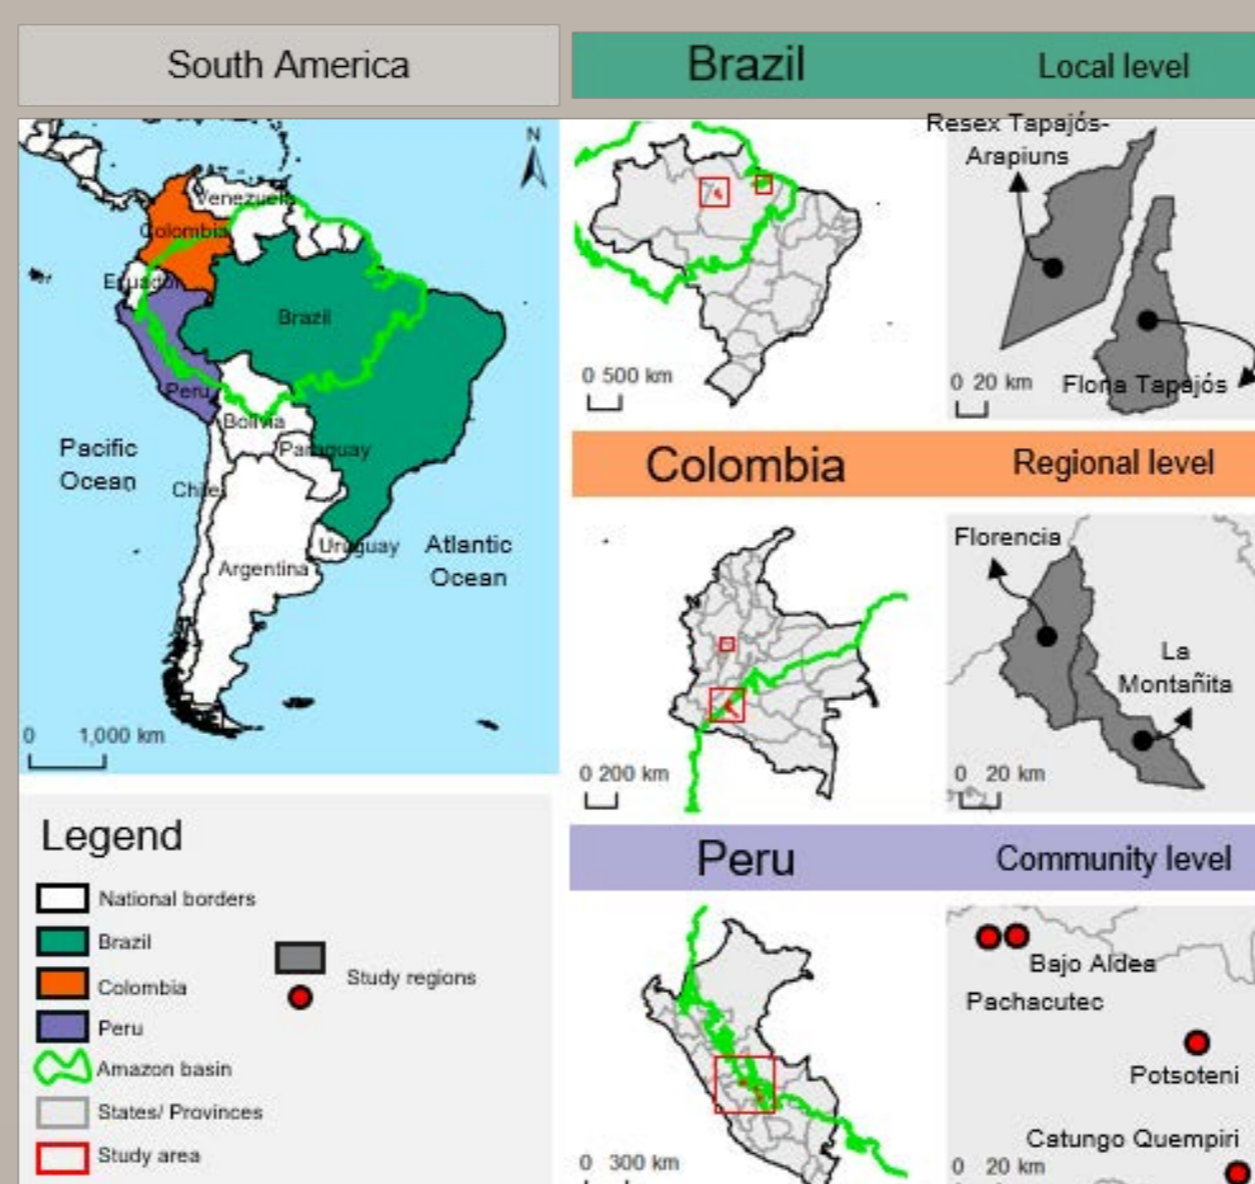 South America
N
Venezuela
Colombia
Ecuador
Brazil
Peru
Bolivia
Paraguay
Pacific
Ocean
Chile
Uruguay
Argentina
Atlantic
Ocean
0 1,000 km
Legend
National borders
Brazil
Colombia
Peru
Amazon basin
States/ Provinces
Study area
Study regions
Brazil Local level
0 500 km
Resex Tapajós-
Arapiuns
0 20 km
Flona Tapajós
Colombia Regional level
0 200 km
Florencia
La
Montañita
0 20 km
Peru Community level
0 300 km
Bajo Aldea
Pachacutec
Potsoteni
Catungo Quempiri
0 20 km